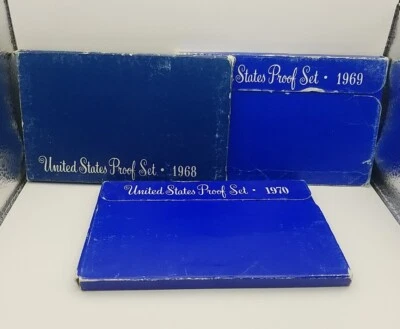 States Proof Set · 1969
United States Proof Set · 1968
United States Proof Set · 1970